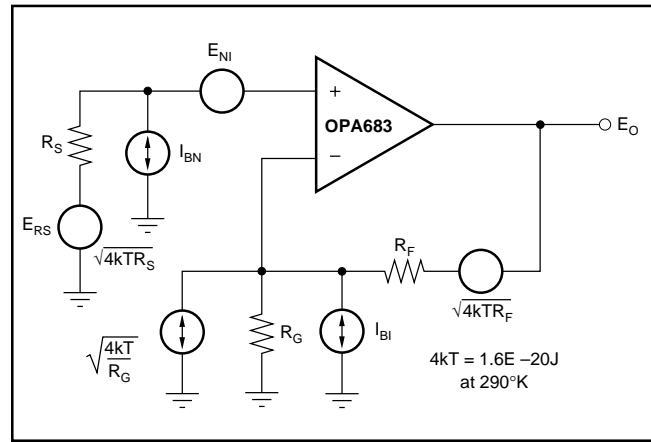 E_NI
+
OPA683
−
E_O
R_S
I_BN
E_RS
√4kTR_S
R_F
√4kTR_F
√4kT/R_G
R_G
I_BI
4kT = 1.6E –20J
at 290°K